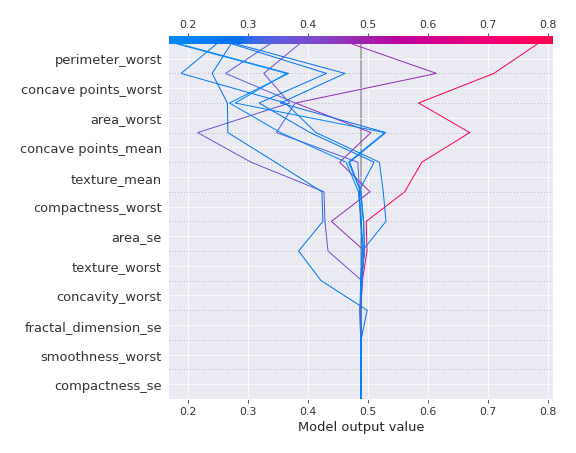 0.2 0.3 0.4 0.5 0.6 0.7 0.8
perimeter_worst
concave points_worst
area_worst
concave points_mean
texture_mean
compactness_worst
area_se
texture_worst
concavity_worst
fractal_dimension_se
smoothness_worst
compactness_se
0.2 0.3 0.4 0.5 0.6 0.7 0.8
Model output value